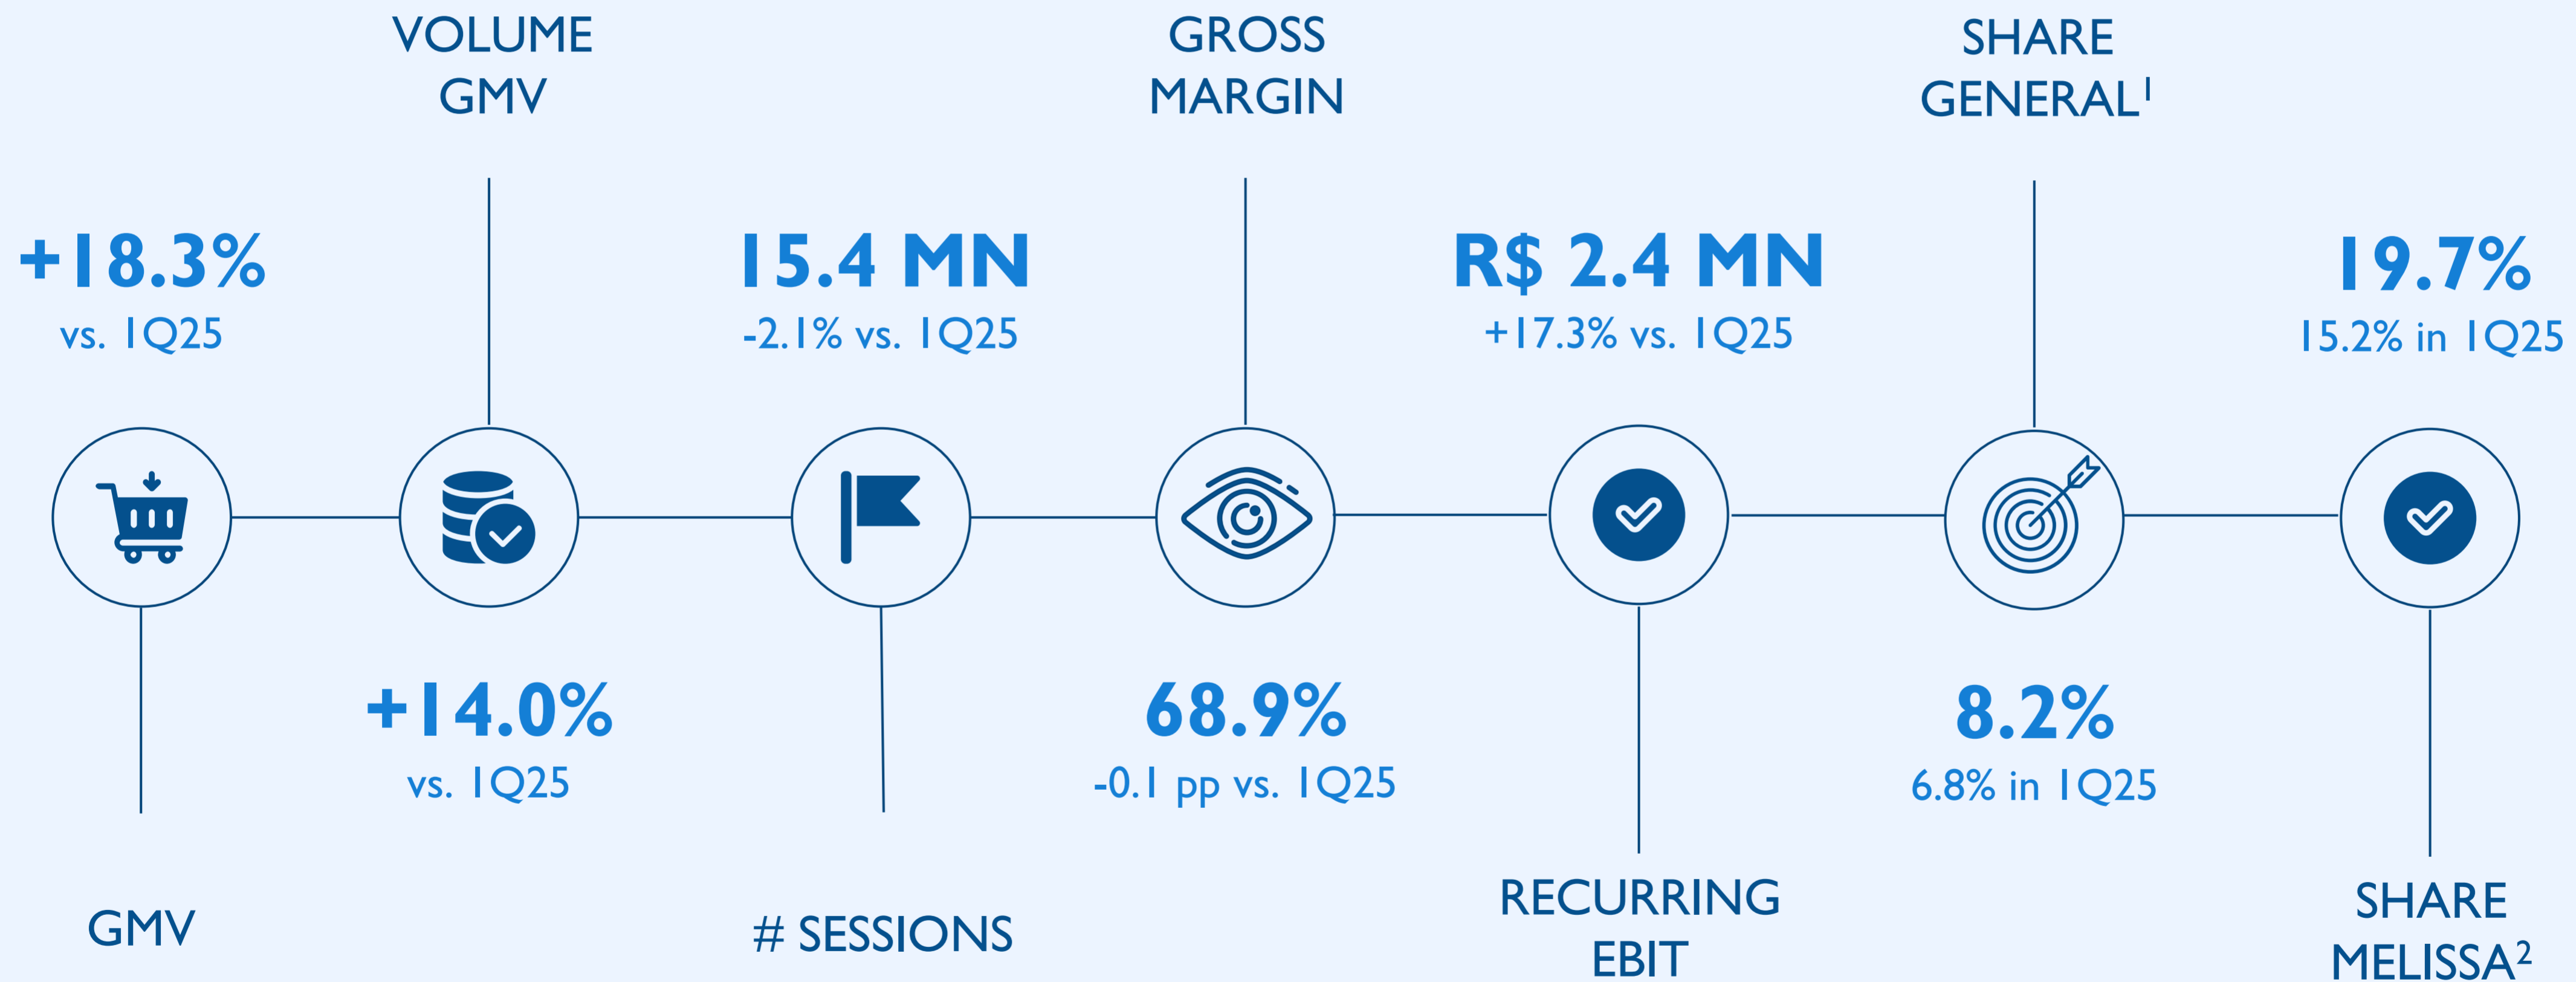 VOLUME
GMV
GROSS
MARGIN
SHARE
GENERAL¹
+18.3%
vs. 1Q25
15.4 MN
-2.1% vs. 1Q25
R$ 2.4 MN
+17.3% vs. 1Q25
19.7%
15.2% in 1Q25
+14.0%
vs. 1Q25
68.9%
-0.1 pp vs. 1Q25
8.2%
6.8% in 1Q25
GMV
# SESSIONS
RECURRING
EBIT
SHARE
MELISSA²